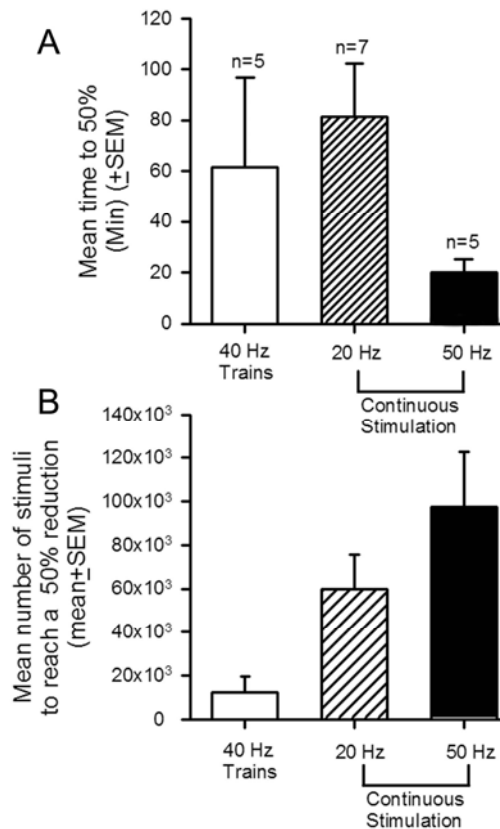 A
Mean time to 50%
(Min) (±SEM)
120
100
80
60
40
20
0
n=5
n=7
n=5
40 Hz
Trains
20 Hz
50 Hz
Continuous
Stimulation
B
Mean number of stimuli
to reach a 50% reduction
(mean±SEM)
140x10³
120x10³
100x10³
80x10³
60x10³
40x10³
20x10³
0
40 Hz
Trains
20 Hz
50 Hz
Continuous
Stimulation